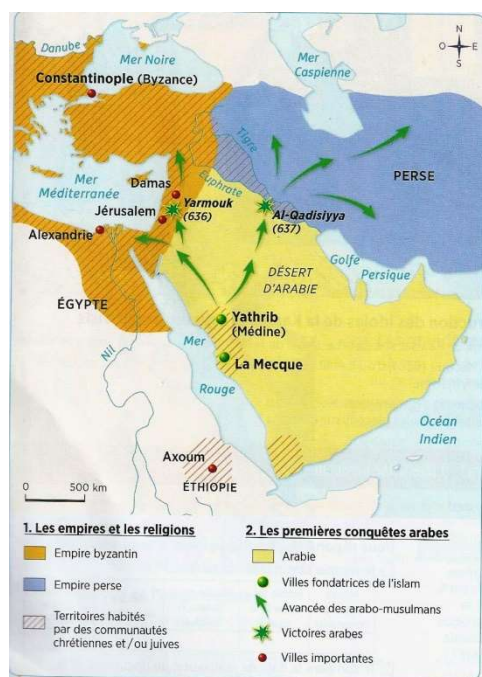 N
O
E
S
Danube
Mer Noire
Mer
Caspienne
Constantinople (Byzance)
Tigre
Euphrate
PERSE
Mer
Méditerranée
Damas
Yarmouk
(636)
Jérusalem
Al-Qadisiyya
(637)
Alexandrie
Golfe
Persique
DÉSERT
D'ARABIE
ÉGYPTE
Nil
Yathrib
(Médine)
Mer
Rouge
La Mecque
Océan
Indien
Axoum
ÉTHIOPIE
0 500 km
1. Les empires et les religions
Empire byzantin
Empire perse
Territoires habités
par des communautés
chrétiennes et/ou juives
2. Les premières conquêtes arabes
Arabie
Villes fondatrices de l'islam
Avancée des arabo-musulmans
Victoires arabes
Villes importantes